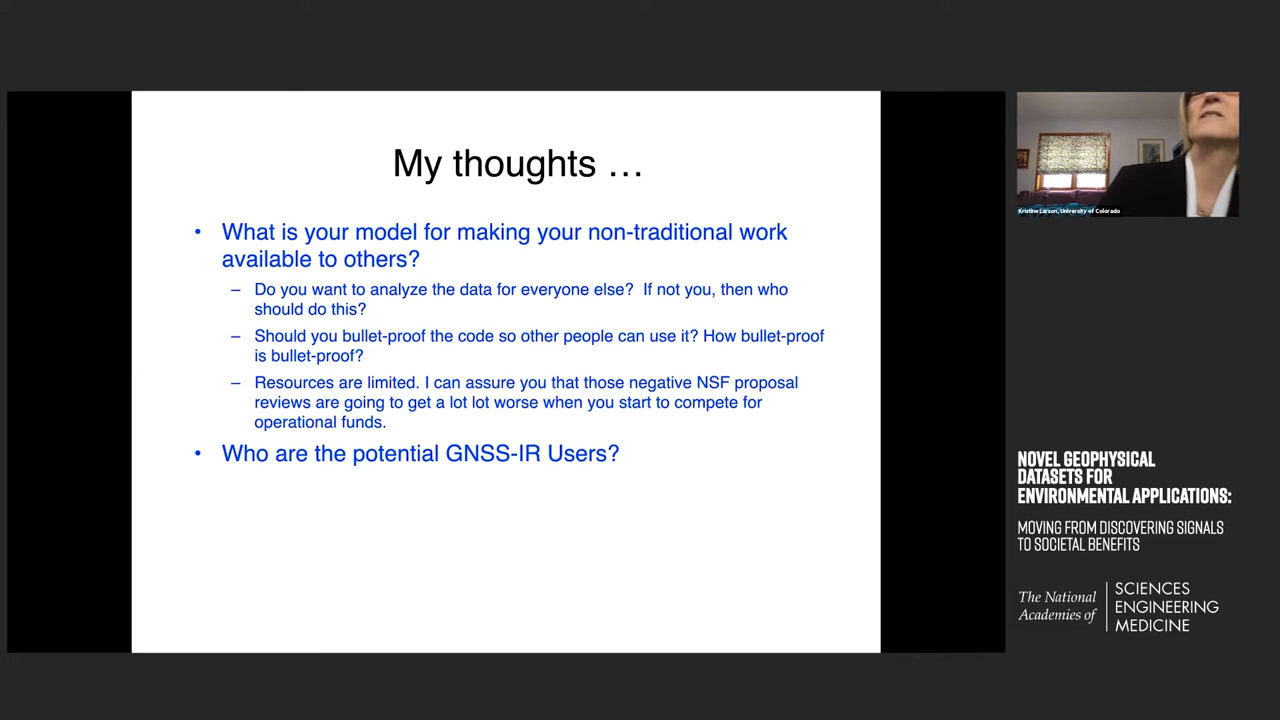 My thoughts …
• What is your model for making your non-traditional work
available to others?
– Do you want to analyze the data for everyone else?  If not you, then who
should do this?
– Should you bullet-proof the code so other people can use it? How bullet-proof
is bullet-proof?
– Resources are limited. I can assure you that those negative NSF proposal
reviews are going to get a lot lot worse when you start to compete for
operational funds.
• Who are the potential GNSS-IR Users?
Kristine Larson, University of Colorado
NOVEL GEOPHYSICAL
DATASETS FOR
ENVIRONMENTAL APPLICATIONS:
MOVING FROM DISCOVERING SIGNALS
TO SOCIETAL BENEFITS
The National
Academies of
SCIENCES
ENGINEERING
MEDICINE